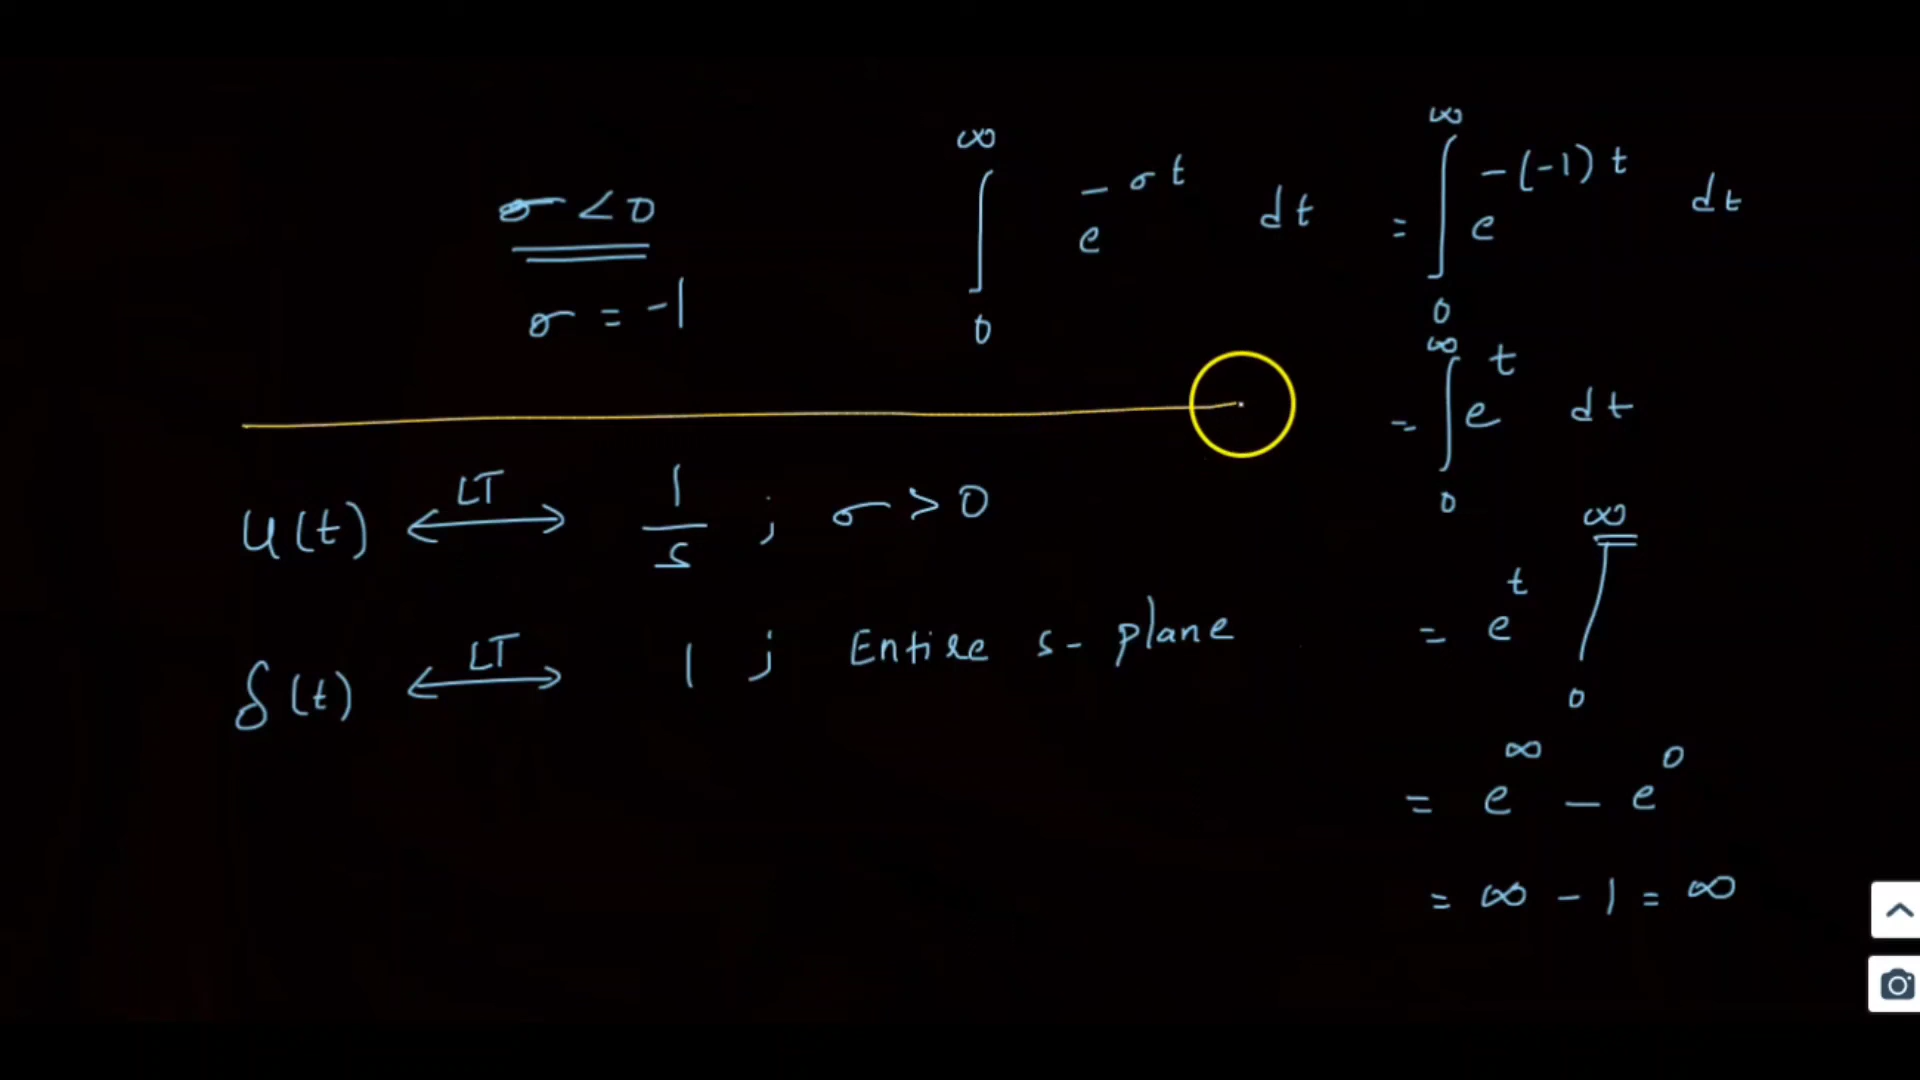 σ < 0
σ = -1
∞ ∫ 0 e^{-σt} dt = ∞ ∫ 0 e^{-(-1)t} dt
= ∞ ∫ 0 e^{t} dt
= e^{t} ∞ / 0
= e^{∞} - e^{0}
= ∞ - 1 = ∞
u(t) <-LT-> 1/s ; σ > 0
δ(t) <-LT-> 1 ; Entire s-plane